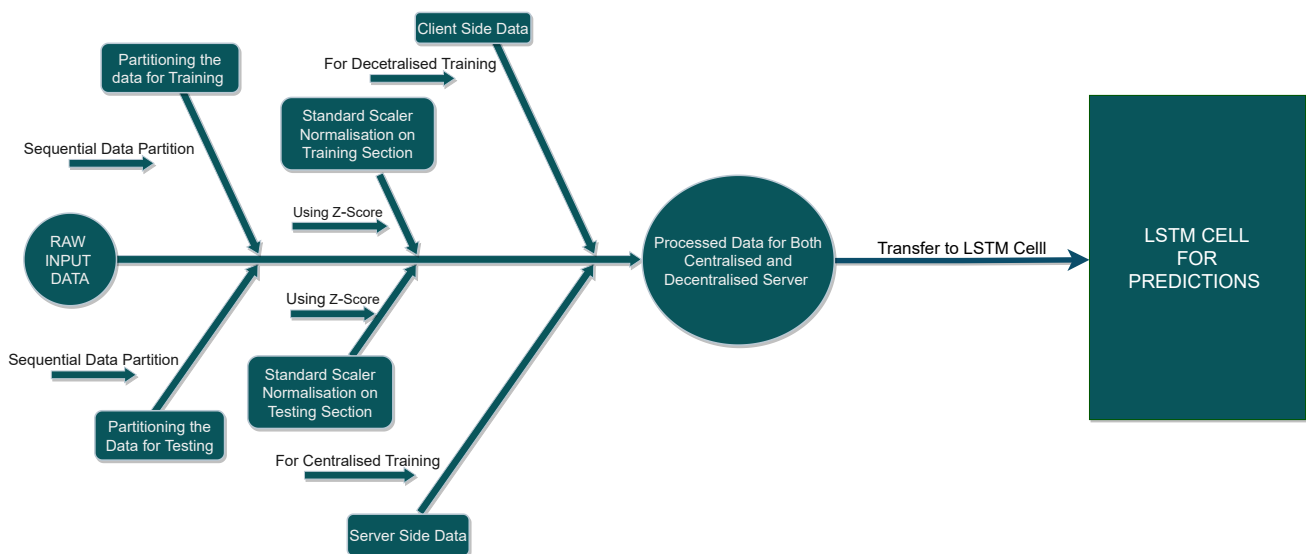 Client Side Data
Partitioning the
data for Training
For Decetralised Training
Standard Scaler
Normalisation on
Training Section
Sequential Data Partition
Using Z-Score
RAW
INPUT
DATA
Processed Data for Both
Centralised and
Decentralised Server
Transfer to LSTM Celll
LSTM CELL
FOR
PREDICTIONS
Using Z-Score
Sequential Data Partition
Standard Scaler
Normalisation on
Testing Section
Partitioning the
Data for Testing
For Centralised Training
Server Side Data